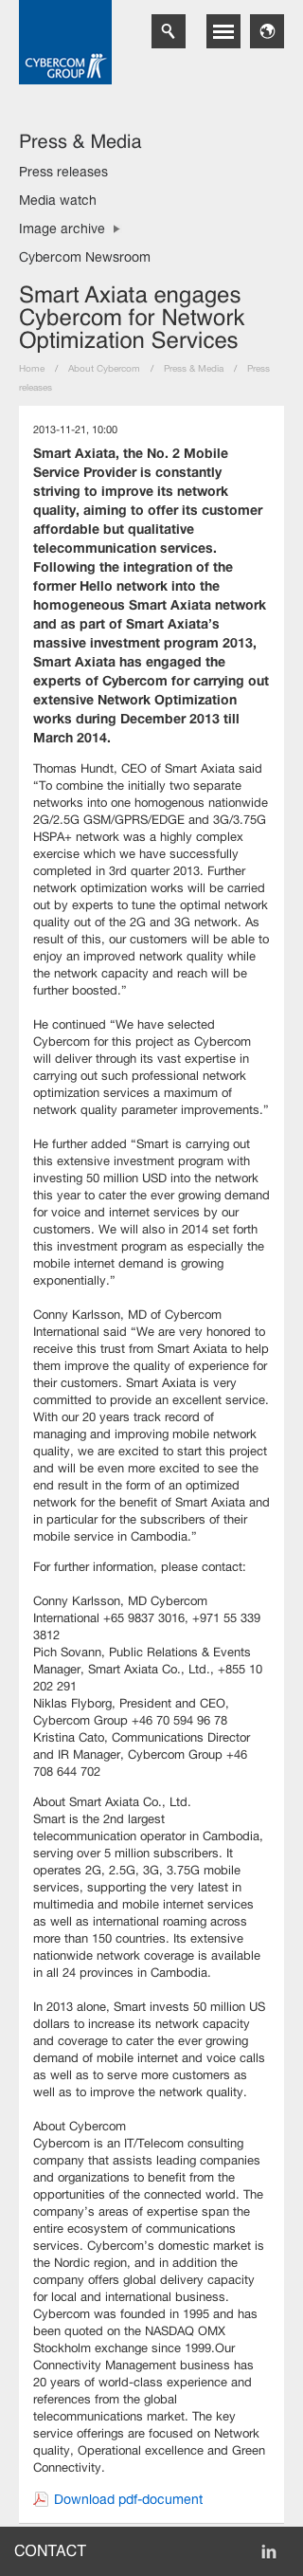 CYBERCOM
GROUP
Press & Media
Press releases
Media watch
Image archive
Cybercom Newsroom
Smart Axiata engages
Cybercom for Network
Optimization Services
Home / About Cybercom / Press & Media / Press
releases
2013-11-21, 10:00
Smart Axiata, the No. 2 Mobile
Service Provider is constantly
striving to improve its network
quality, aiming to offer its customer
affordable but qualitative
telecommunication services.
Following the integration of the
former Hello network into the
homogeneous Smart Axiata network
and as part of Smart Axiata’s
massive investment program 2013,
Smart Axiata has engaged the
experts of Cybercom for carrying out
extensive Network Optimization
works during December 2013 till
March 2014.
Thomas Hundt, CEO of Smart Axiata said
“To combine the initially two separate
networks into one homogenous nationwide
2G/2.5G GSM/GPRS/EDGE and 3G/3.75G
HSPA+ network was a highly complex
exercise which we have successfully
completed in 3rd quarter 2013. Further
network optimization works will be carried
out by experts to tune the optimal network
quality out of the 2G and 3G network. As
result of this, our customers will be able to
enjoy an improved network quality while
the network capacity and reach will be
further boosted.”
He continued “We have selected
Cybercom for this project as Cybercom
will deliver through its vast expertise in
carrying out such professional network
optimization services a maximum of
network quality parameter improvements.”
He further added “Smart is carrying out
this extensive investment program with
investing 50 million USD into the network
this year to cater the ever growing demand
for voice and internet services by our
customers. We will also in 2014 set forth
this investment program as especially the
mobile internet demand is growing
exponentially.”
Conny Karlsson, MD of Cybercom
International said “We are very honored to
receive this trust from Smart Axiata to help
them improve the quality of experience for
their customers. Smart Axiata is very
committed to provide an excellent service.
With our 20 years track record of
managing and improving mobile network
quality, we are excited to start this project
and will be even more excited to see the
end result in the form of an optimized
network for the benefit of Smart Axiata and
in particular for the subscribers of their
mobile service in Cambodia.”
For further information, please contact:
Conny Karlsson, MD Cybercom
International +65 9837 3016, +971 55 339
3812
Pich Sovann, Public Relations & Events
Manager, Smart Axiata Co., Ltd., +855 10
202 291
Niklas Flyborg, President and CEO,
Cybercom Group +46 70 594 96 78
Kristina Cato, Communications Director
and IR Manager, Cybercom Group +46
708 644 702
About Smart Axiata Co., Ltd.
Smart is the 2nd largest
telecommunication operator in Cambodia,
serving over 5 million subscribers. It
operates 2G, 2.5G, 3G, 3.75G mobile
services, supporting the very latest in
multimedia and mobile internet services
as well as international roaming across
more than 150 countries. Its extensive
nationwide network coverage is available
in all 24 provinces in Cambodia.
In 2013 alone, Smart invests 50 million US
dollars to increase its network capacity
and coverage to cater the ever growing
demand of mobile internet and voice calls
as well as to serve more customers as
well as to improve the network quality.
About Cybercom
Cybercom is an IT/Telecom consulting
company that assists leading companies
and organizations to benefit from the
opportunities of the connected world. The
company’s areas of expertise span the
entire ecosystem of communications
services. Cybercom’s domestic market is
the Nordic region, and in addition the
company offers global delivery capacity
for local and international business.
Cybercom was founded in 1995 and has
been quoted on the NASDAQ OMX
Stockholm exchange since 1999.Our
Connectivity Management business has
20 years of world-class experience and
references from the global
telecommunications market. The key
service offerings are focused on Network
quality, Operational excellence and Green
Connectivity.
Download pdf-document
CONTACT
in